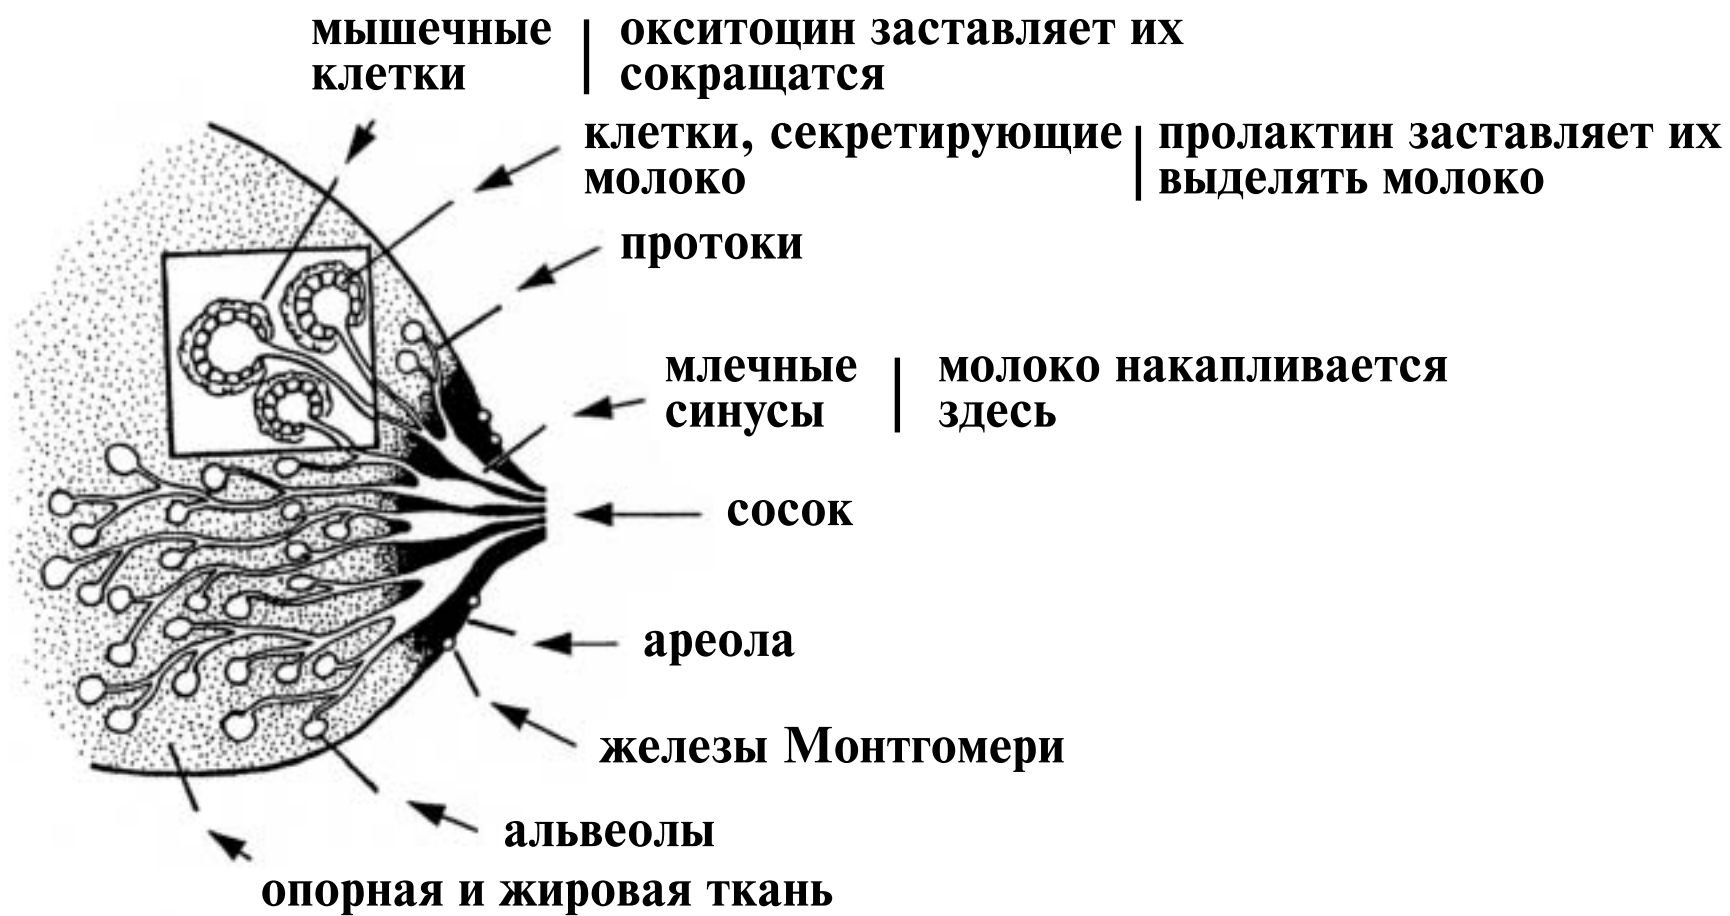 мышечные
клетки
окситоцин заставляет их
сокращатся
клетки, секретирующие
молоко
пролактин заставляет их
выделять молоко
протоки
млечные
синусы
молоко накапливается
здесь
сосок
ареола
железы Монтгомери
альвеолы
опорная и жировая ткань